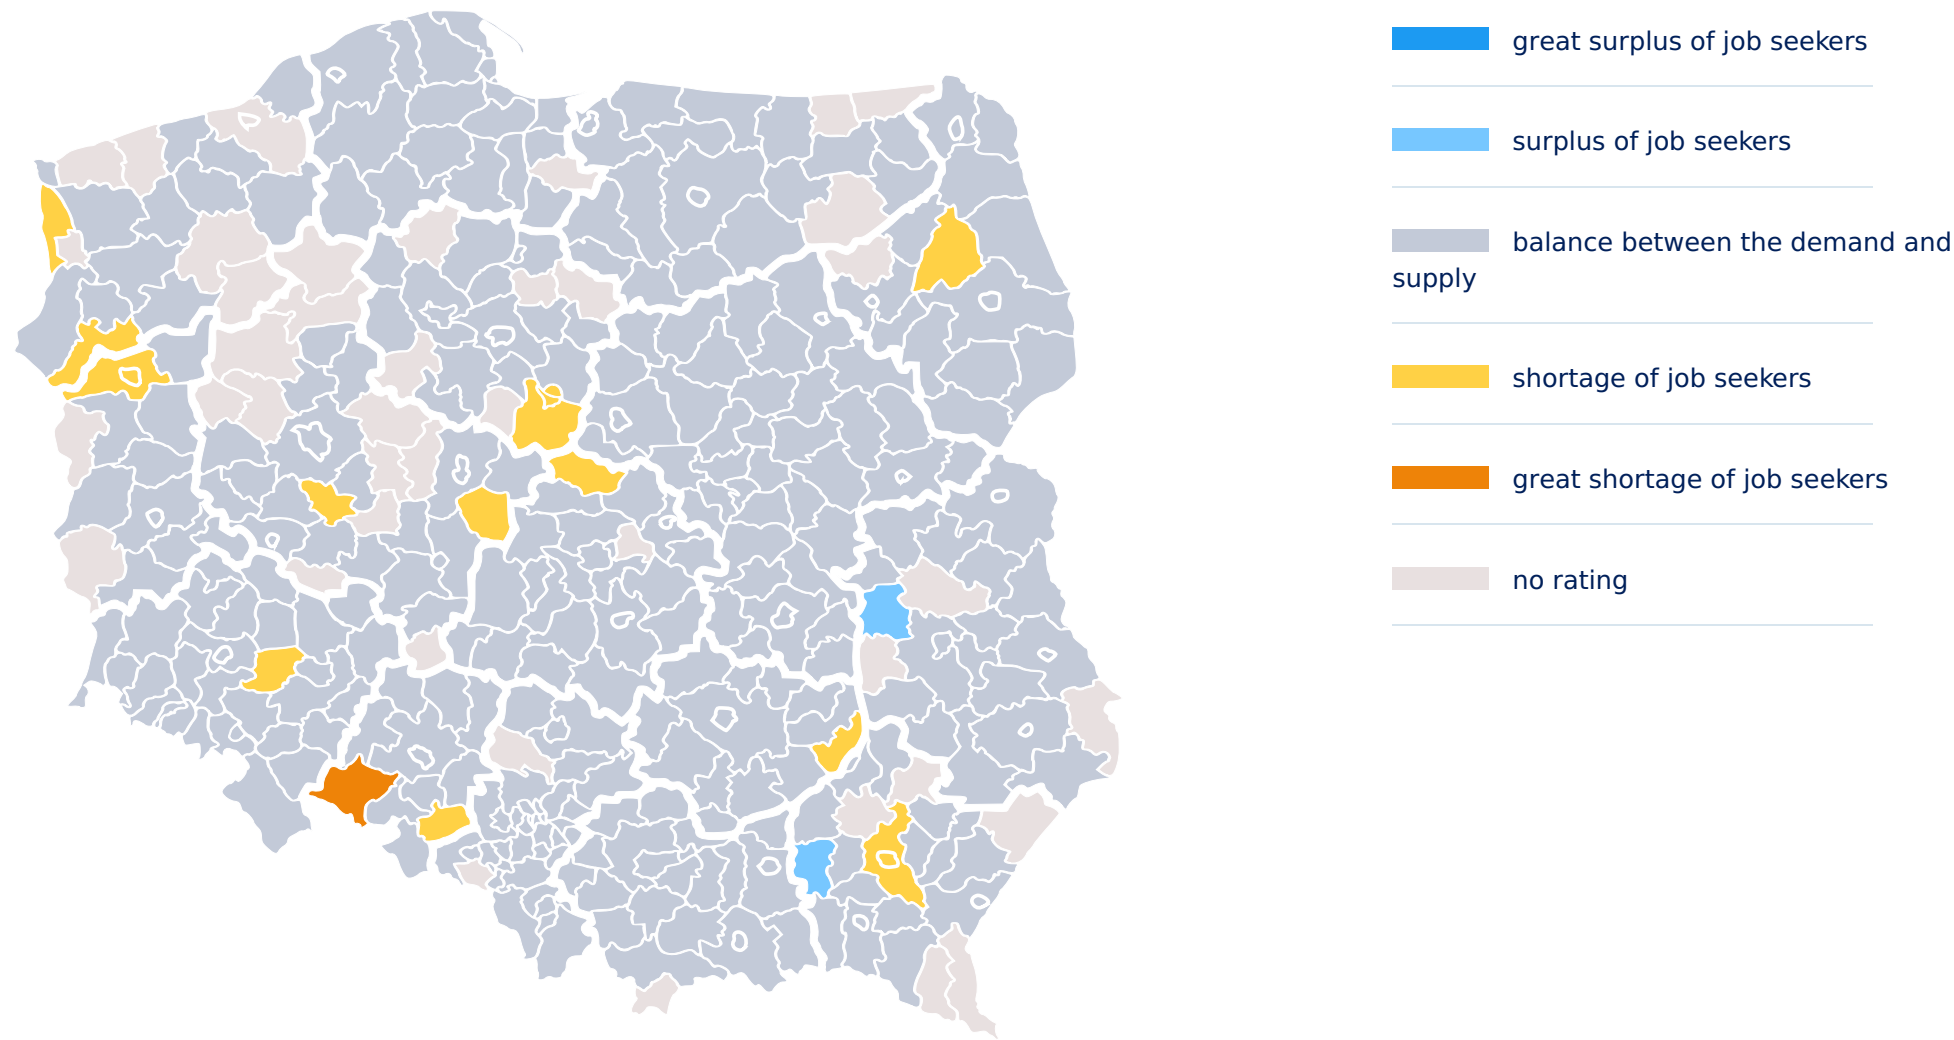 great surplus of job seekers
surplus of job seekers
balance between the demand and
supply
shortage of job seekers
great shortage of job seekers
no rating